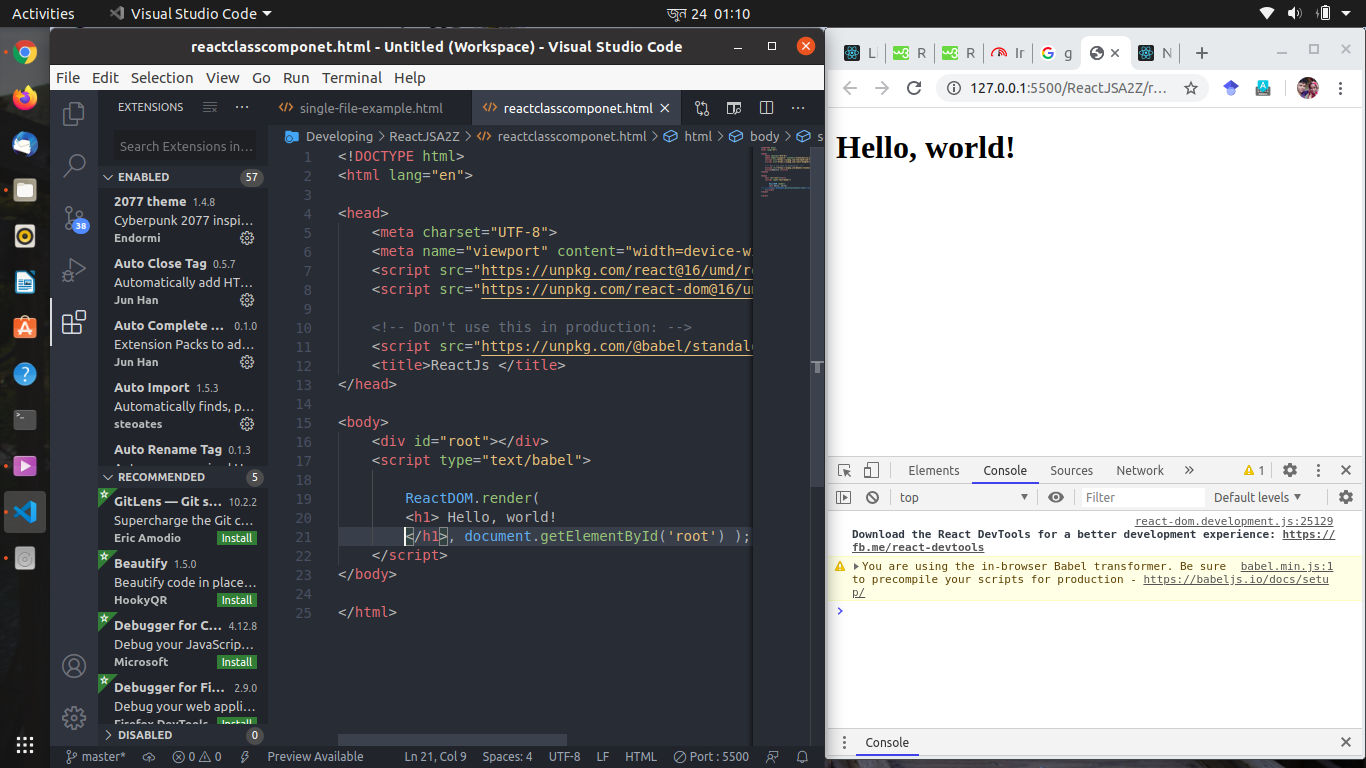 Activities
Visual Studio Code
জুন 24 01:10
reactclasscomponet.html - Untitled (Workspace) - Visual Studio Code
File Edit Selection View Go Run Terminal Help
EXTENSIONS
Search Extensions in...
ENABLED 57
2077 theme 1.4.8
Cyberpunk 2077 inspi...
Endormi
Auto Close Tag 0.5.7
Automatically add HT...
Jun Han
Auto Complete ... 0.1.0
Extension Packs to ad...
Jun Han
Auto Import 1.5.3
Automatically finds, p...
steoates
Auto Rename Tag 0.1.3
RECOMMENDED 5
GitLens — Git s... 10.2.2
Supercharge the Git c...
Eric Amodio Install
Beautify 1.5.0
Beautify code in place...
HookyQR Install
Debugger for C... 4.12.8
Debug your JavaScrip...
Microsoft Install
Debugger for Fi... 2.9.0
Debug your web appli...
Firefox DevTools Install
DISABLED 0
38
single-file-example.html
reactclasscomponet.html
Developing > ReactJSA2Z > reactclasscomponet.html > html > body > s
1 <!DOCTYPE html>
2 <html lang="en">
3
4 <head>
5 <meta charset="UTF-8">
6 <meta name="viewport" content="width=device-wi
7 <script src="https://unpkg.com/react@16/umd/re
8 <script src="https://unpkg.com/react-dom@16/um
9
10 <!-- Don't use this in production: -->
11 <script src="https://unpkg.com/@babel/standalo
12 <title>ReactJs </title>
13 </head>
14
15 <body>
16 <div id="root"></div>
17 <script type="text/babel">
18
19 ReactDOM.render(
20 <h1> Hello, world!
21 </h1>, document.getElementById('root') );
22 </script>
23 </body>
24
25 </html>
master* 0 0 Preview Available Ln 21, Col 9 Spaces: 4 UTF-8 LF HTML Port : 5500
R R Ir g N
127.0.0.1:5500/ReactJSA2Z/r...
Hello, world!
Elements Console Sources Network » 1
top Filter Default levels
react-dom.development.js:25129
Download the React DevTools for a better development experience: https://
fb.me/react-devtools
You are using the in-browser Babel transformer. Be sure babel.min.js:1
to precompile your scripts for production - https://babeljs.io/docs/setu
p/
Console